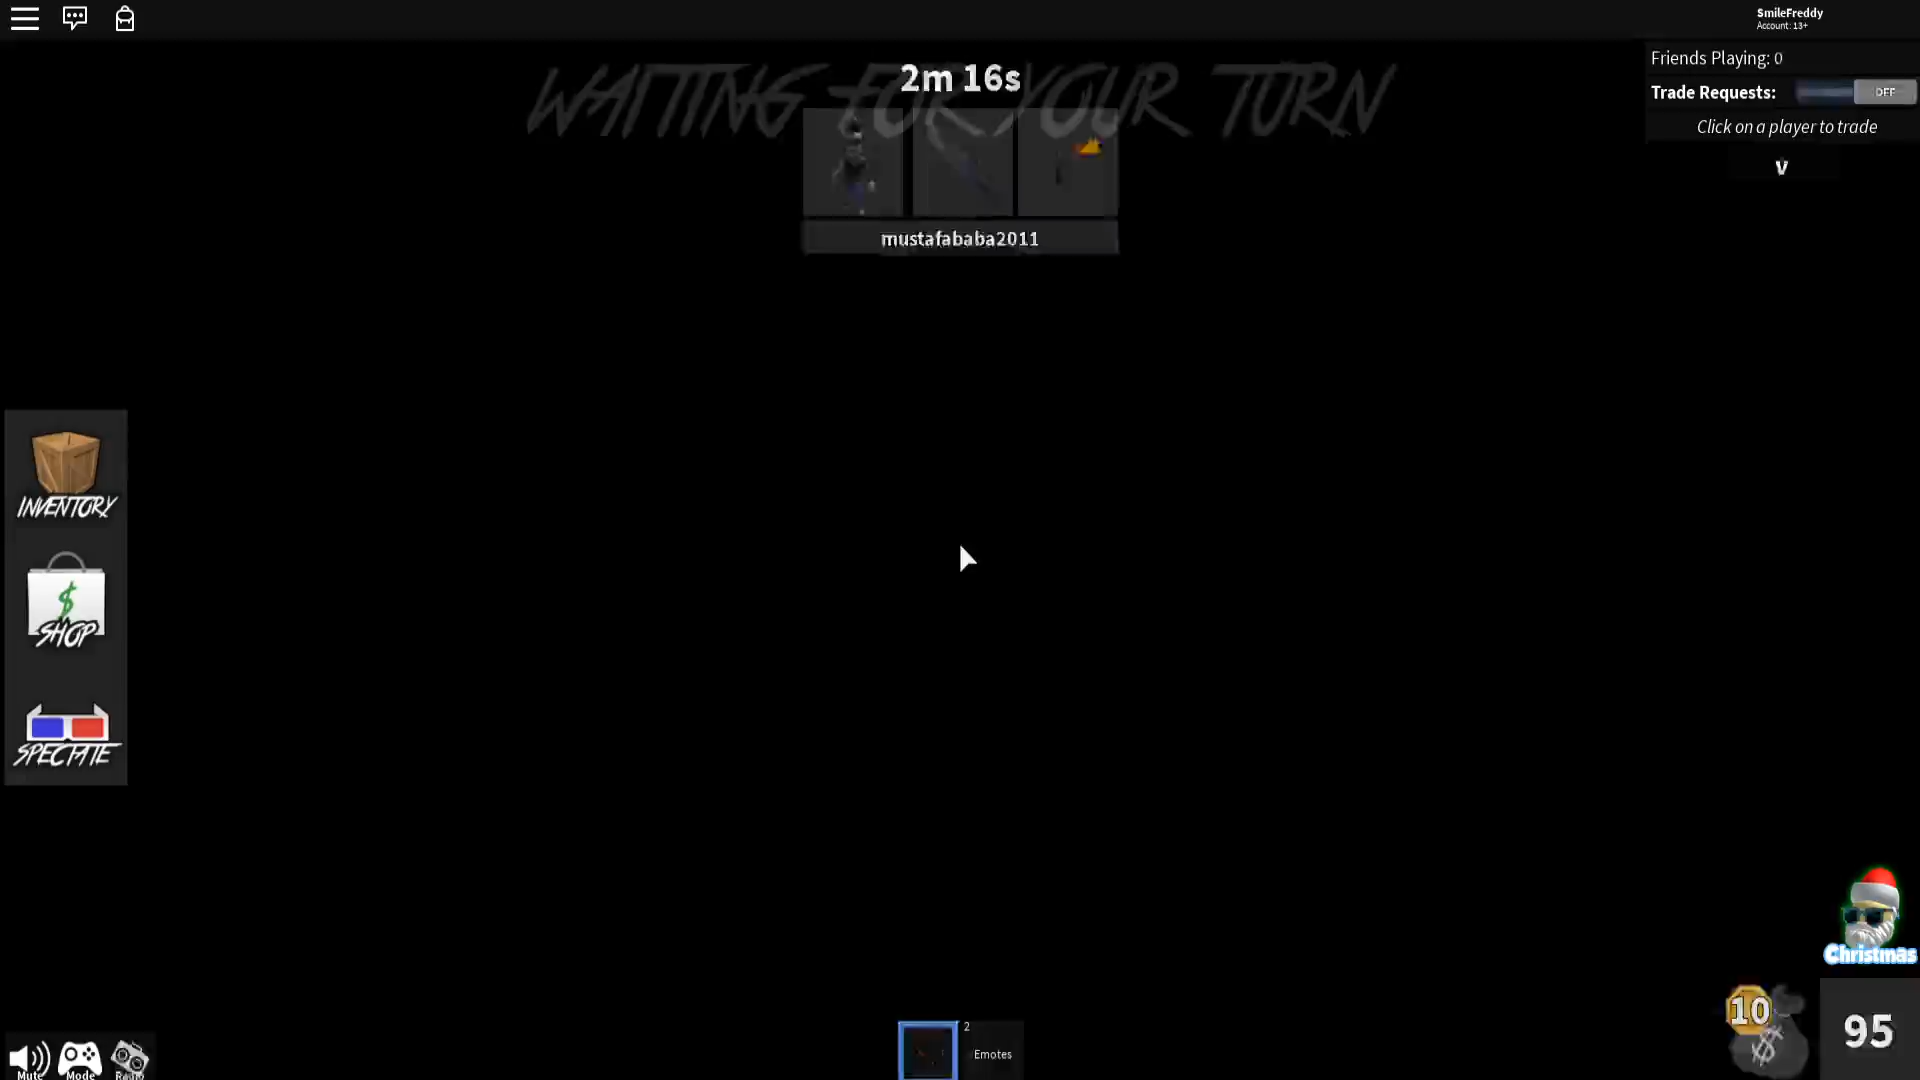 SmileFreddy
Account: 13+
Friends Playing: 0
Trade Requests:
OFF
Click on a player to trade
v
WAITING FOR YOUR TURN
2m 16s
mustafababa2011
INVENTORY
$
SHOP
SPECTATE
Christmas
10
$
95
2
Emotes
Mute
Mode
Radio